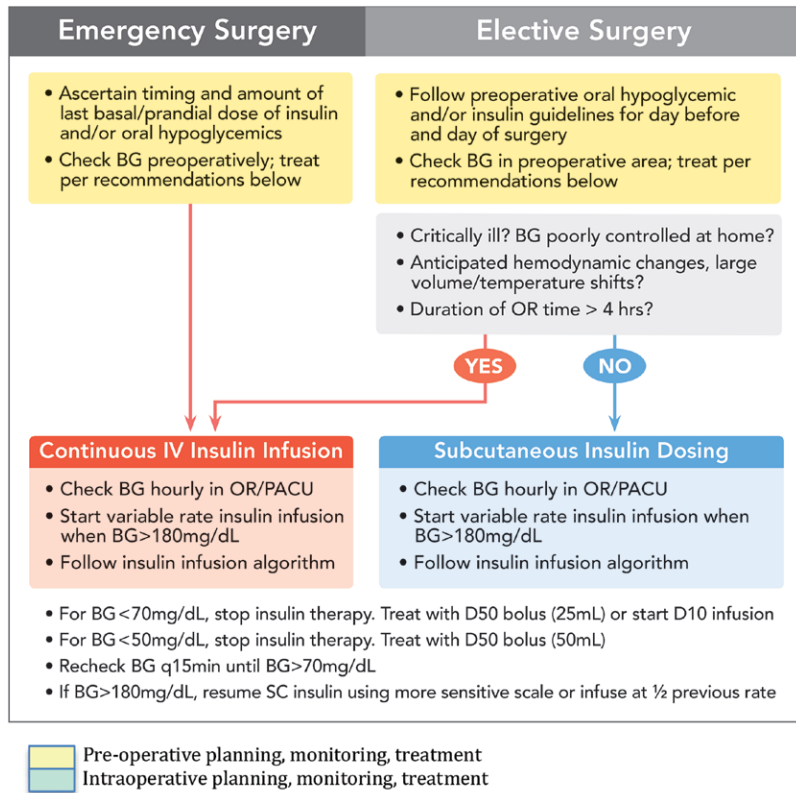 Emergency Surgery
Elective Surgery
• Ascertain timing and amount of
last basal/prandial dose of insulin
and/or oral hypoglycemics
• Check BG preoperatively; treat
per recommendations below
• Follow preoperative oral hypoglycemic
and/or insulin guidelines for day before
and day of surgery
• Check BG in preoperative area; treat per
recommendations below
• Critically ill? BG poorly controlled at home?
• Anticipated hemodynamic changes, large
volume/temperature shifts?
• Duration of OR time > 4 hrs?
YES
NO
Continuous IV Insulin Infusion
• Check BG hourly in OR/PACU
• Start variable rate insulin infusion
when BG>180mg/dL
• Follow insulin infusion algorithm
Subcutaneous Insulin Dosing
• Check BG hourly in OR/PACU
• Start variable rate insulin infusion when
BG>180mg/dL
• Follow insulin infusion algorithm
• For BG<70mg/dL, stop insulin therapy. Treat with D50 bolus (25mL) or start D10 infusion
• For BG<50mg/dL, stop insulin therapy. Treat with D50 bolus (50mL)
• Recheck BG q15min until BG>70mg/dL
• If BG>180mg/dL, resume SC insulin using more sensitive scale or infuse at ½ previous rate
Pre-operative planning, monitoring, treatment
Intraoperative planning, monitoring, treatment